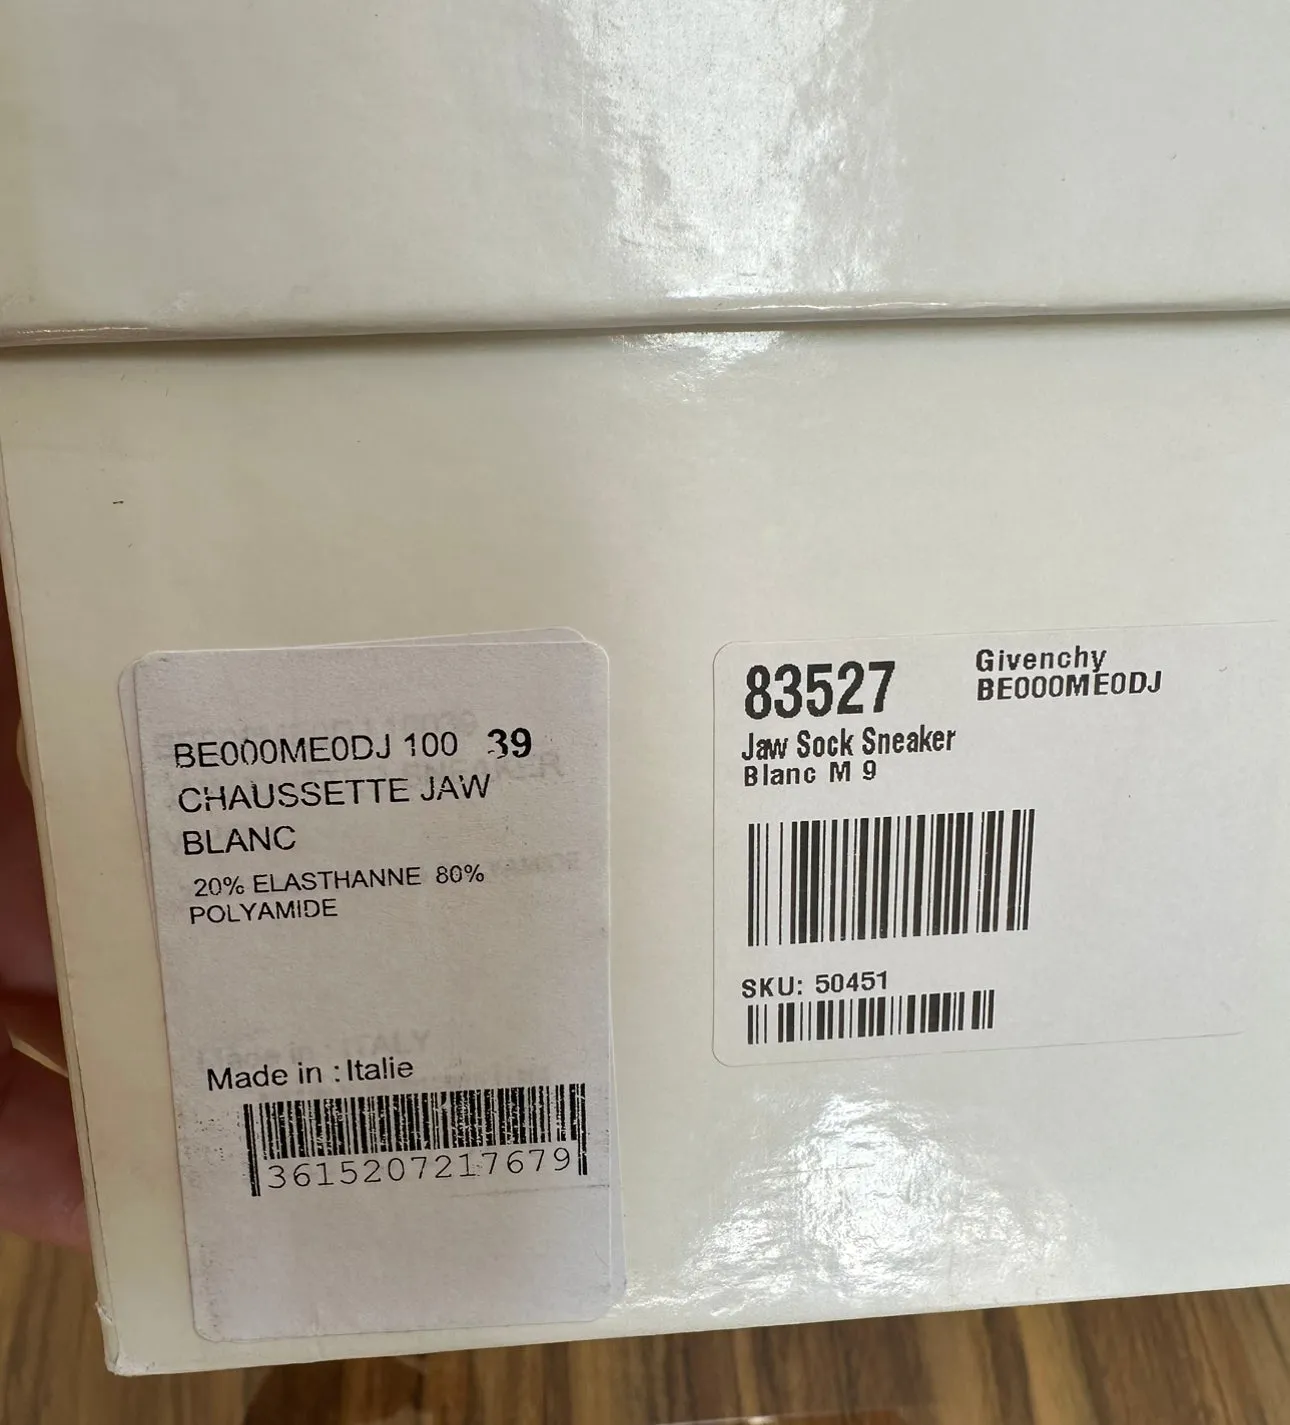 BE000ME0DJ 100 39
CHAUSSETTE JAW
BLANC
20% ELASTHANNE 80%
POLYAMIDE
Made in : Italie
3615207217679
83527
Givenchy
BE000ME0DJ
Jaw Sock Sneaker
Blanc M 9
SKU: 50451